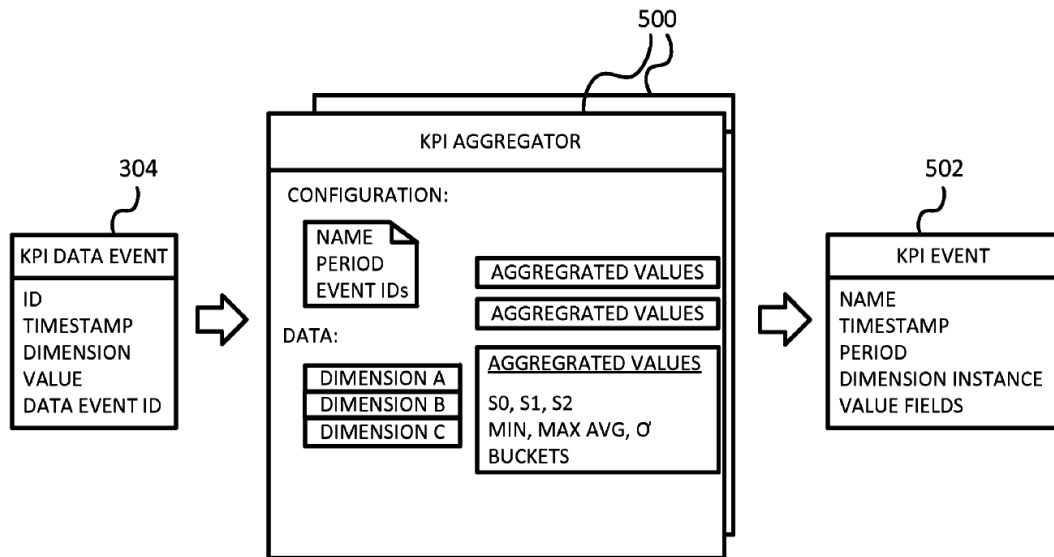 500
KPI AGGREGATOR
304
502
CONFIGURATION:
NAME
PERIOD
EVENT IDs
KPI DATA EVENT
ID
TIMESTAMP
DIMENSION
VALUE
DATA EVENT ID
AGGREGRATED VALUES
AGGREGRATED VALUES
DATA:
DIMENSION A
DIMENSION B
DIMENSION C
AGGREGRATED VALUES
S0, S1, S2
MIN, MAX AVG, Ơ
BUCKETS
KPI EVENT
NAME
TIMESTAMP
PERIOD
DIMENSION INSTANCE
VALUE FIELDS